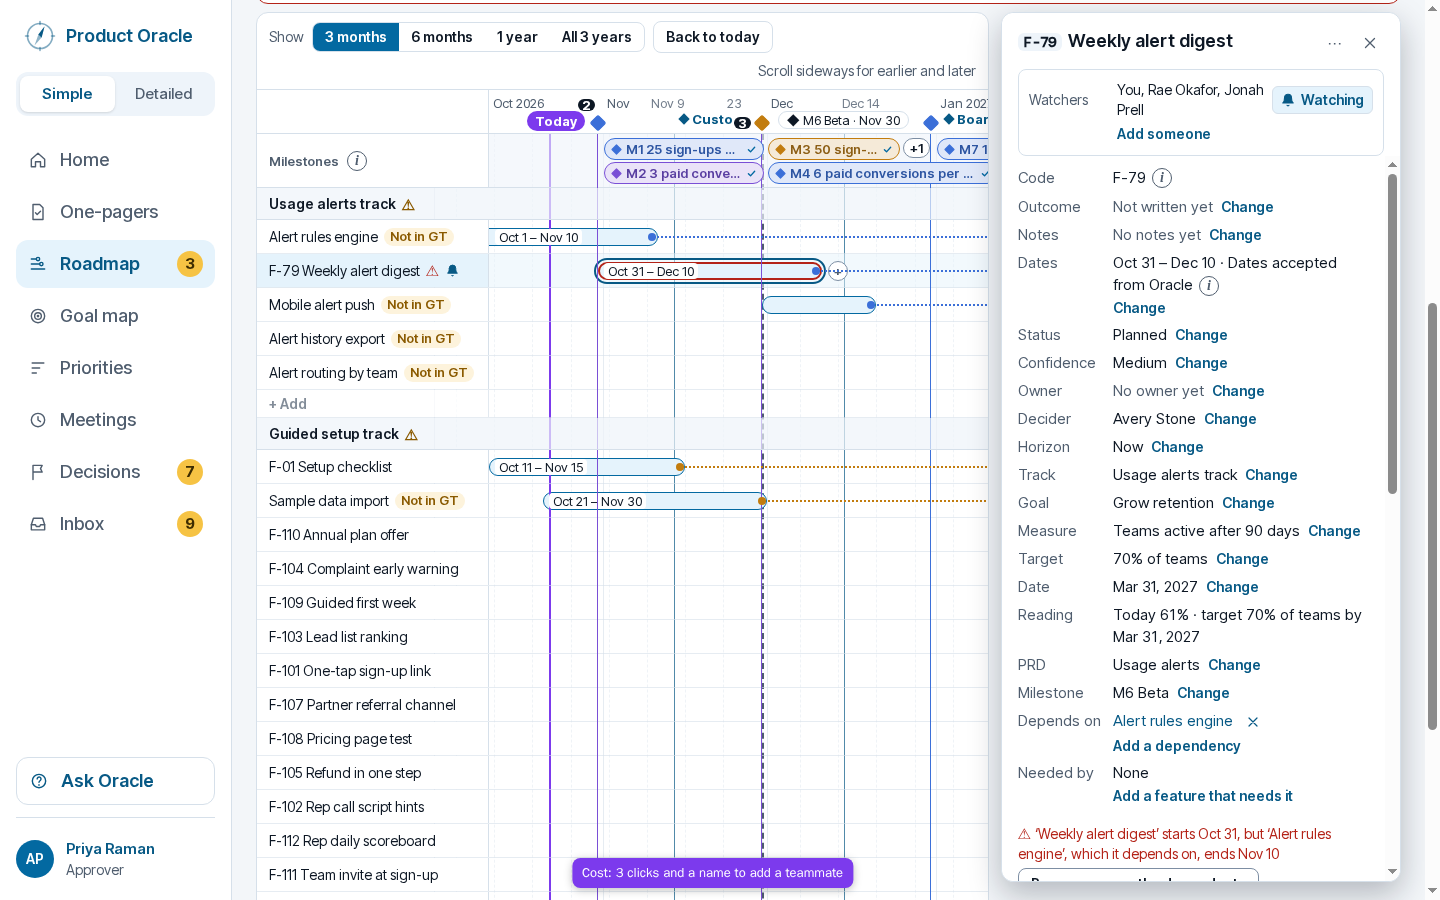 Product Oracle
Simple
Detailed
Home
One-pagers
Roadmap
3
Goal map
Priorities
Meetings
Decisions
7
Inbox
9
Ask Oracle
AP
Priya Raman
Approver
Show
3 months
6 months
1 year
All 3 years
Back to today
Scroll sideways for earlier and later
Oct 2026
2
Nov
Nov 9
23
Dec
Dec 14
Jan 2027
Today
Custo
3
M6 Beta · Nov 30
Boar
Milestones
i
M1 25 sign-ups ...
M3 50 sign-...
+1
M7 1
M2 3 paid conve...
M4 6 paid conversions per ...
Usage alerts track
Alert rules engine
Not in GT
Oct 1 – Nov 10
F-79 Weekly alert digest
Oct 31 – Dec 10
Mobile alert push
Not in GT
Alert history export
Not in GT
Alert routing by team
Not in GT
+ Add
Guided setup track
F-01 Setup checklist
Oct 11 – Nov 15
Sample data import
Not in GT
Oct 21 – Nov 30
F-110 Annual plan offer
F-104 Complaint early warning
F-109 Guided first week
F-103 Lead list ranking
F-101 One-tap sign-up link
F-107 Partner referral channel
F-108 Pricing page test
F-105 Refund in one step
F-102 Rep call script hints
F-112 Rep daily scoreboard
F-111 Team invite at sign-up
Cost: 3 clicks and a name to add a teammate
F-79 Weekly alert digest
...
Watchers
You, Rae Okafor, Jonah
Prell
Watching
Add someone
Code
F-79
i
Outcome
Not written yet Change
Notes
No notes yet Change
Dates
Oct 31 – Dec 10 · Dates accepted
from Oracle i
Change
Status
Planned Change
Confidence
Medium Change
Owner
No owner yet Change
Decider
Avery Stone Change
Horizon
Now Change
Track
Usage alerts track Change
Goal
Grow retention Change
Measure
Teams active after 90 days Change
Target
70% of teams Change
Date
Mar 31, 2027 Change
Reading
Today 61% · target 70% of teams by
Mar 31, 2027
PRD
Usage alerts Change
Milestone
M6 Beta Change
Depends on
Alert rules engine
Add a dependency
Needed by
None
Add a feature that needs it
'Weekly alert digest' starts Oct 31, but 'Alert rules
engine', which it depends on, ends Nov 10